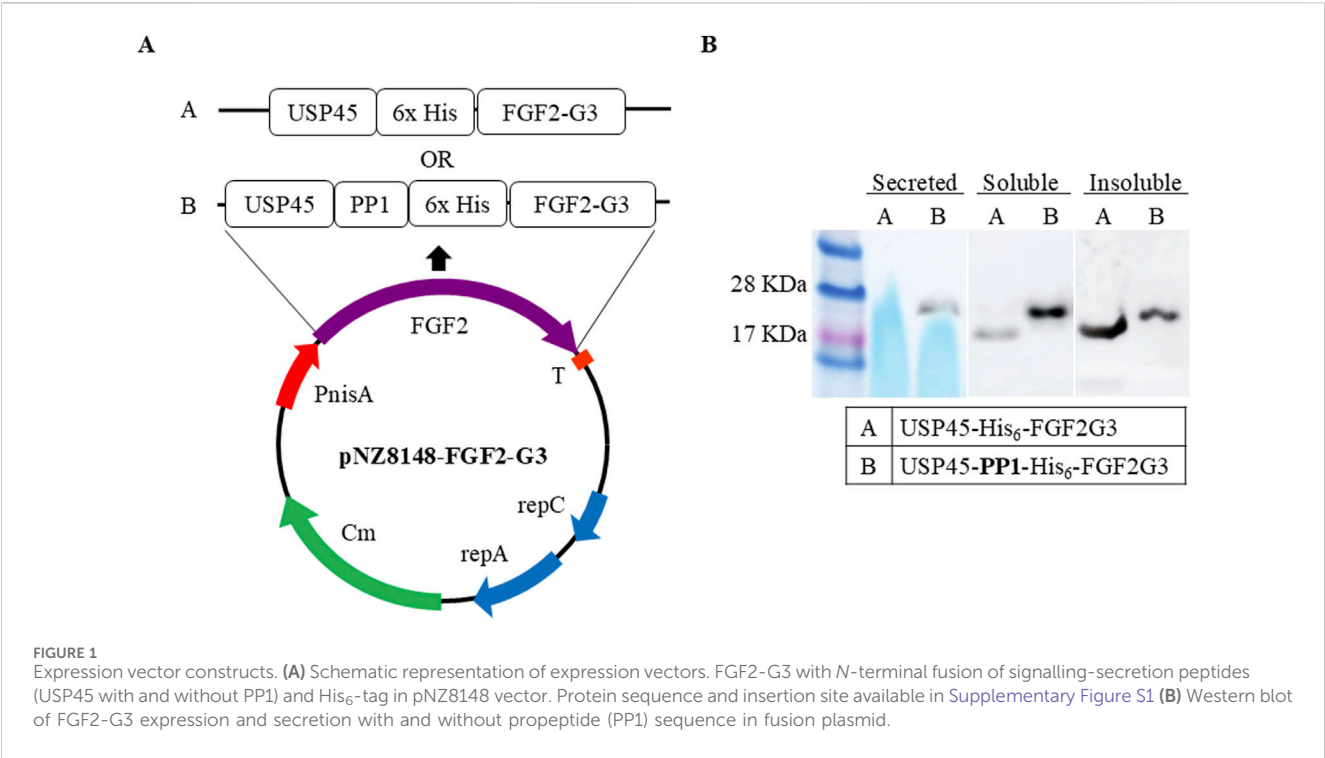 A
B
A
USP45
6x His
FGF2-G3
OR
B
USP45
PP1
6x His
FGF2-G3
FGF2
T
PnisA
pNZ8148-FGF2-G3
repC
repA
Cm
Secreted Soluble Insoluble
A B A B A B
28 KDa
17 KDa
A USP45-His₆-FGF2G3
B USP45-PP1-His₆-FGF2G3
FIGURE 1
Expression vector constructs. (A) Schematic representation of expression vectors. FGF2-G3 with N-terminal fusion of signalling-secretion peptides
(USP45 with and without PP1) and His₆-tag in pNZ8148 vector. Protein sequence and insertion site available in Supplementary Figure S1 (B) Western blot
of FGF2-G3 expression and secretion with and without propeptide (PP1) sequence in fusion plasmid.